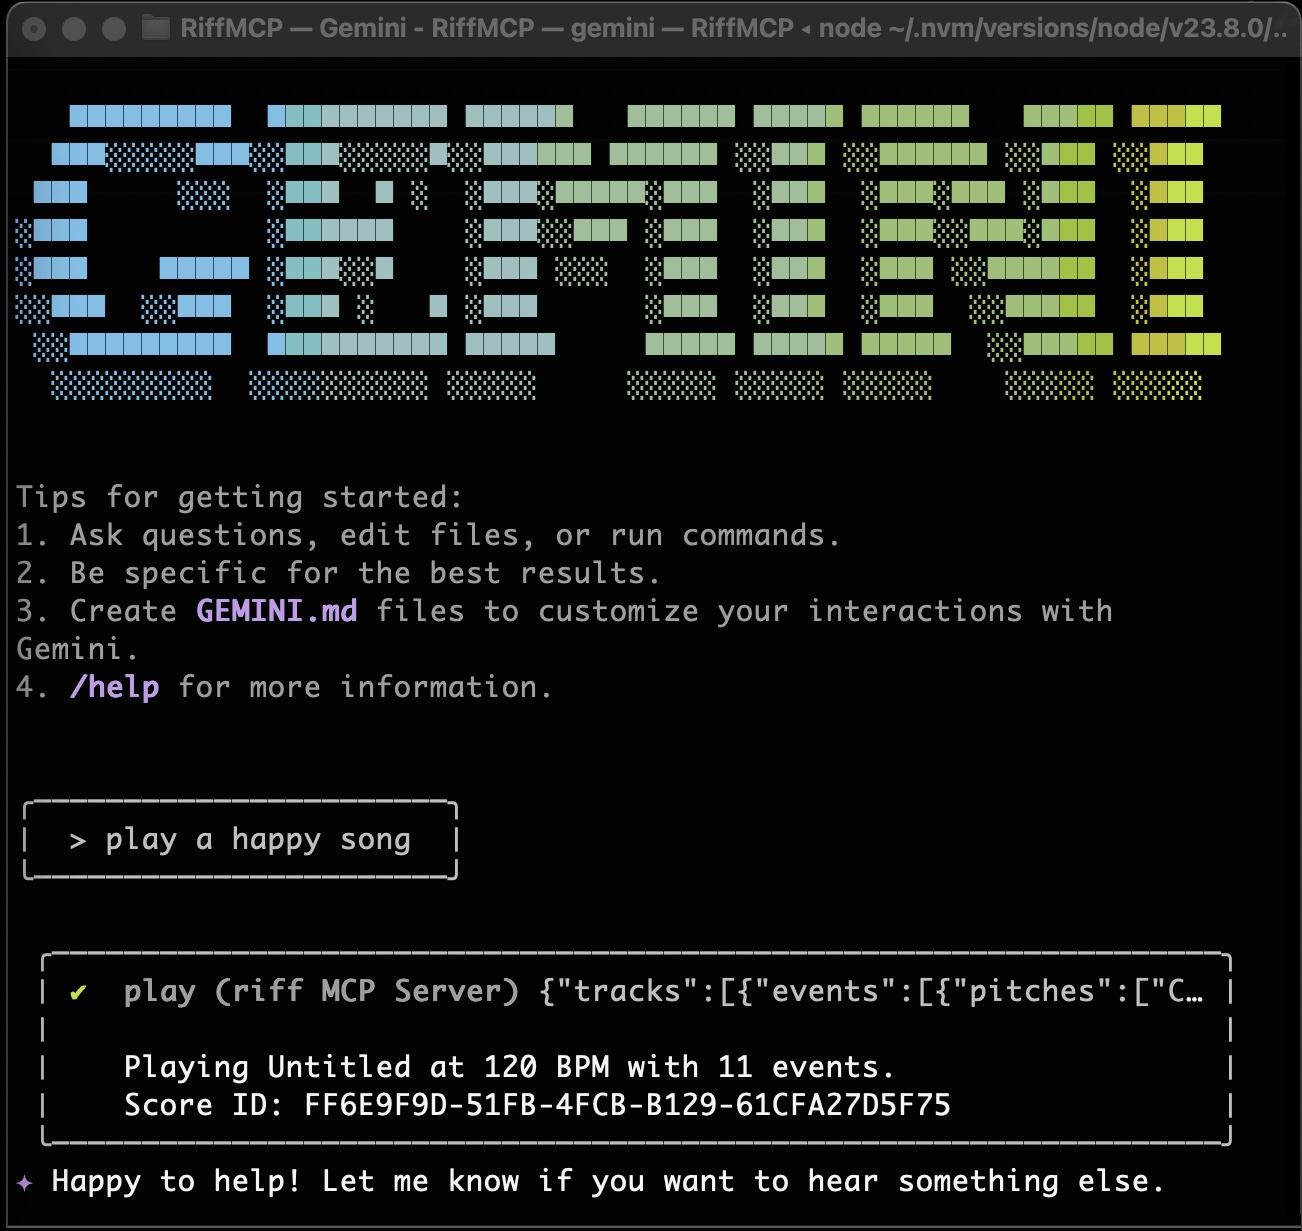 RiffMCP — Gemini - RiffMCP — gemini — RiffMCP ◂ node ~/.nvm/versions/node/v23.8.0/..
GEMINI
Tips for getting started:
1. Ask questions, edit files, or run commands.
2. Be specific for the best results.
3. Create GEMINI.md files to customize your interactions with
Gemini.
4. /help for more information.
> play a happy song
✔ play (riff MCP Server) {"tracks":[{"events":[{"pitches":["C…
Playing Untitled at 120 BPM with 11 events.
Score ID: FF6E9F9D-51FB-4FCB-B129-61CFA27D5F75
✦ Happy to help! Let me know if you want to hear something else.